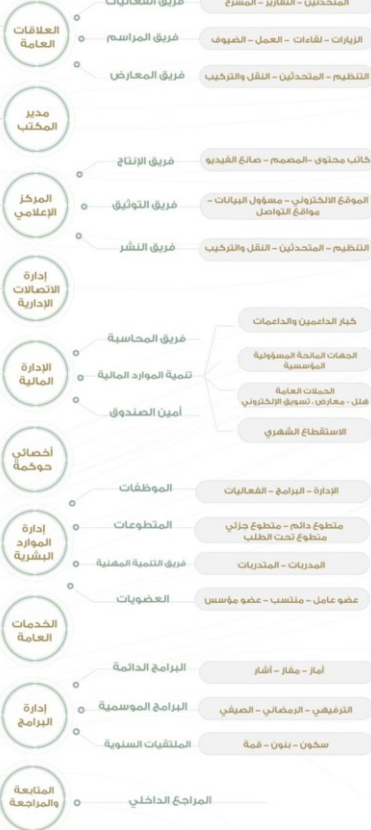 فريق الفعاليات
المتحدثين – التقارير – المسرح
العلاقات
العامة
فريق المراسم
الزيارات – لقاءات – العمل – الضيوف
فريق المعارض
التنظيم – المتحدثين – النقل والتركيب
مدير
المكتب
المركز
الإعلامي
فريق الإنتاج
كاتب محتوى –المصمم – صانع الفيديو
فريق التوثيق
الموقع الالكتروني – مسؤول البيانات –
مواقع التواصل
فريق النشر
التنظيم – المتحدثين – النقل والتركيب
إدارة
الاتصالات
الإدارية
الإدارة
المالية
فريق المحاسبة
تنمية الموارد المالية
كبار الداعمين والداعمات
الجهات المانحة المسؤولية
المؤسسية
الحملات العامة
هلل - معارض - تسويق الإلكتروني
الاستقطاع الشهري
أمين الصندوق
أخصائي
حوكمة
إدارة
الموارد
البشرية
الموظفات
الإدارة – البرامج – الفعاليات
المتطوعات
متطوع دائم – متطوع جزئي
متطوع تحت الطلب
فريق التنمية المهنية
المدربات – المتدربات
العضويات
عضو عامل – منتسب – عضو مؤسس
الخدمات
العامة
إدارة
البرامج
البرامج الدائمة
أماز – مفاز – أشار
البرامج الموسمية
الترفيهي – الرمضاني – الصيفي
الملتقيات السنوية
سكون – بنون – قمة
المتابعة
والمراجعة
المراجع الداخلي